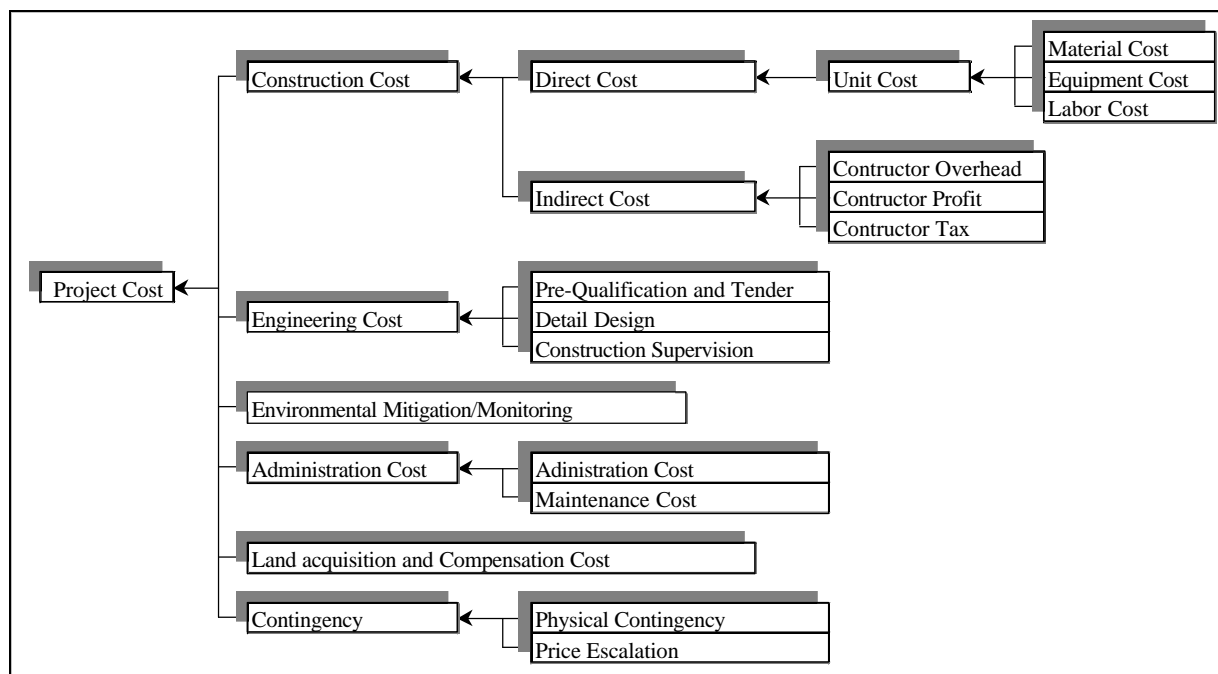 Material Cost
Construction Cost
Direct Cost
Unit Cost
Equipment Cost
Labor Cost
Contructor Overhead
Indirect Cost
Contructor Profit
Contructor Tax
Project Cost
Pre-Qualification and Tender
Engineering Cost
Detail Design
Construction Supervision
Environmental Mitigation/Monitoring
Administration Cost
Adinistration Cost
Maintenance Cost
Land acquisition and Compensation Cost
Contingency
Physical Contingency
Price Escalation